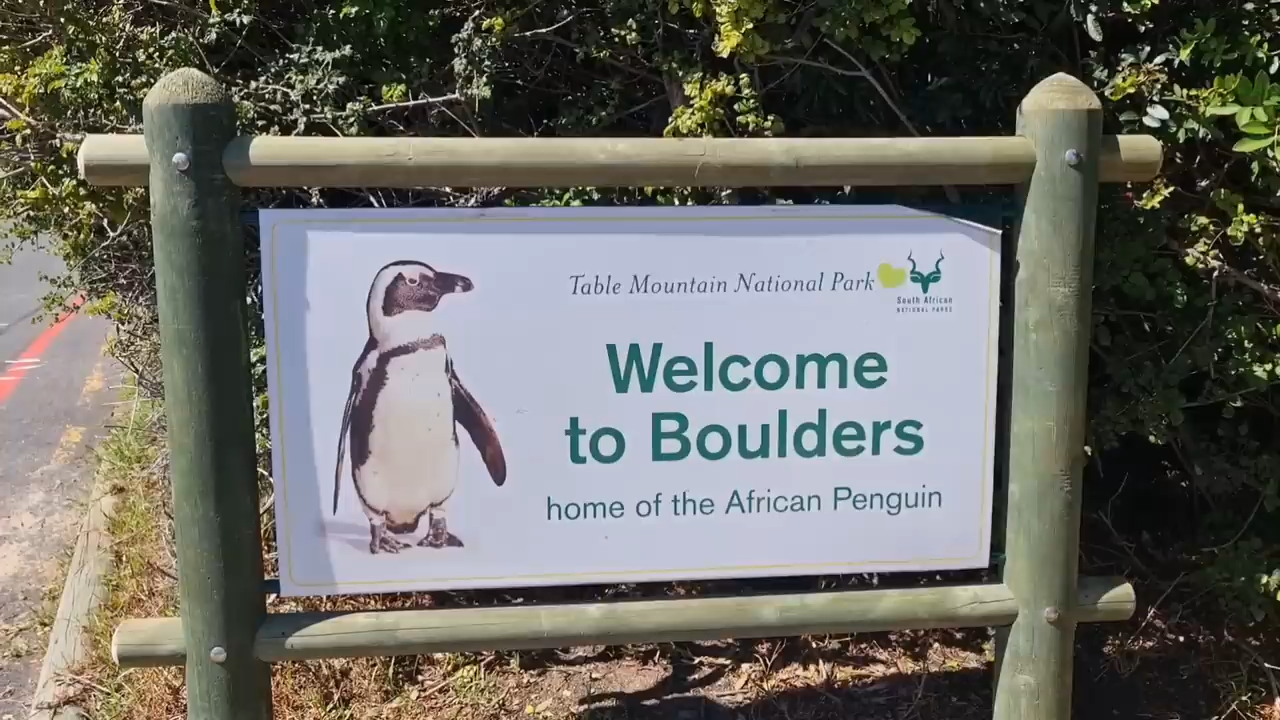 Table Mountain National Park
South African
NATIONAL PARKS
Welcome
to Boulders
home of the African Penguin